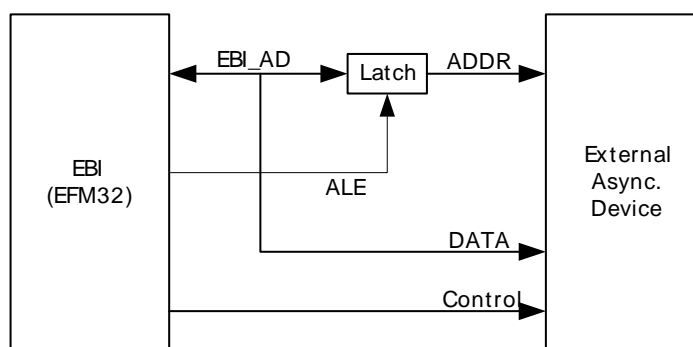 EBI_AD
Latch
ADDR
EBI
(EFM32)
ALE
External
Async.
Device
DATA
Control